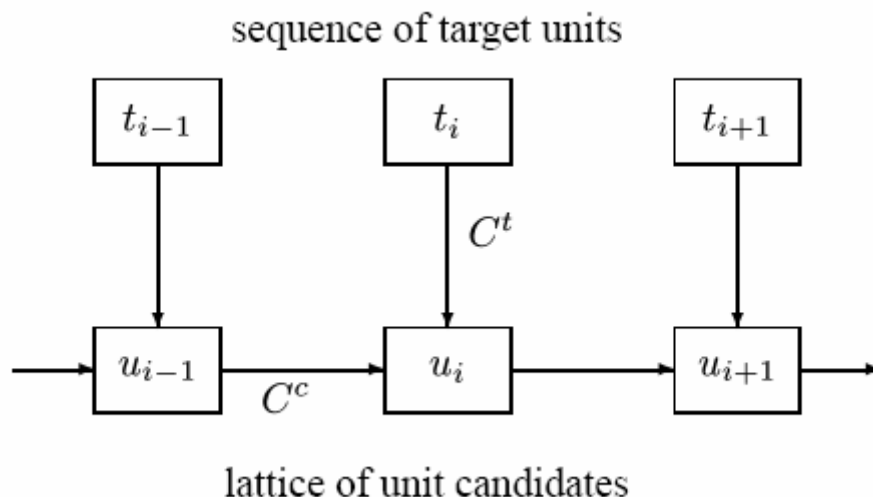 sequence of target units
t_{i-1} t_i t_{i+1}
C^t
u_{i-1} u_i u_{i+1}
C^c
lattice of unit candidates